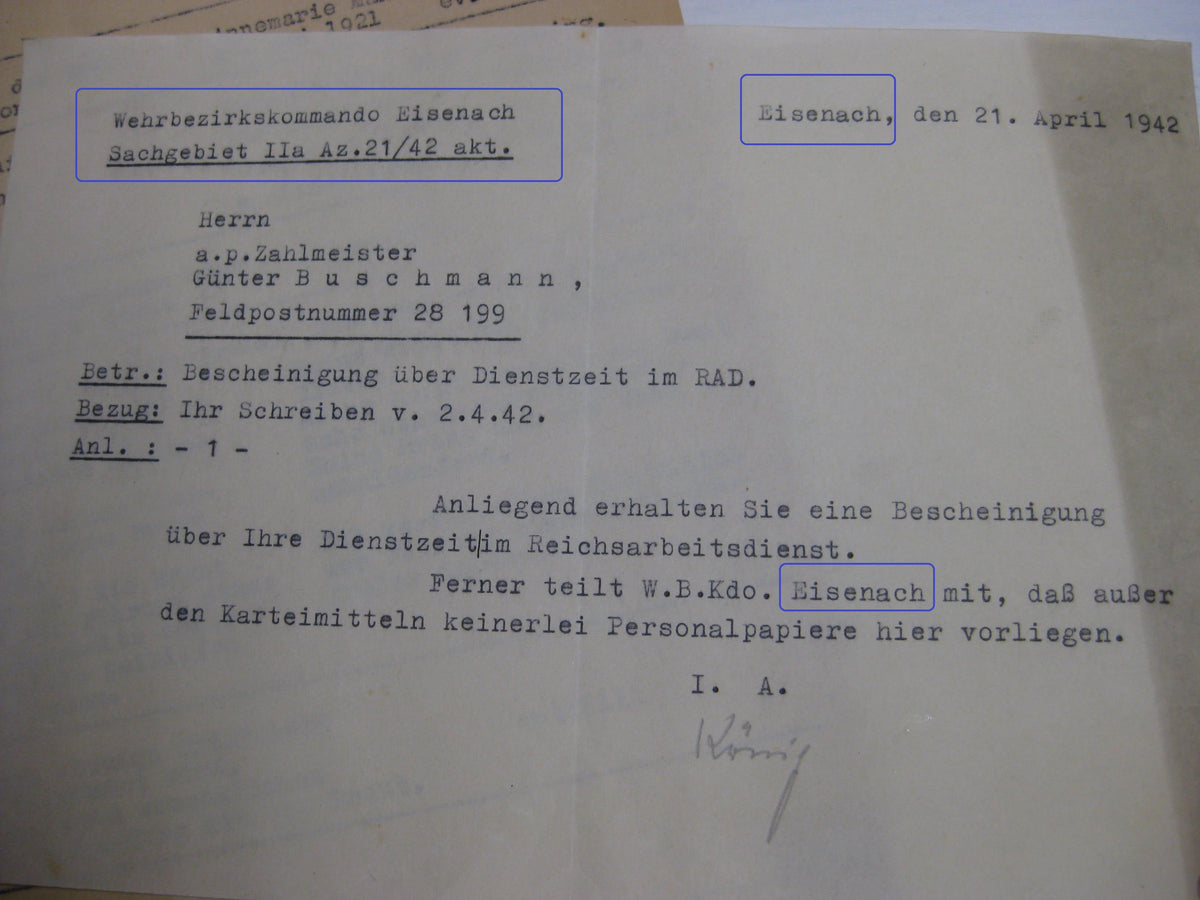 nnemarie
1921
Wehrbezirkskommando Eisenach
Sachgebiet IIa Az.21/42 akt.
Eisenach, den 21. April 1942
Herrn
a.p.Zahlmeister
Günter B u s c h m a n n ,
Feldpostnummer 28 199
Betr.: Bescheinigung über Dienstzeit im RAD.
Bezug: Ihr Schreiben v. 2.4.42.
Anl. : - 1 -
Anliegend erhalten Sie eine Bescheinigung
über Ihre Dienstzeit/im Reichsarbeitsdienst.
Ferner teilt W.B.Kdo. Eisenach mit, daß außer
den Karteimitteln keinerlei Personalpapiere hier vorliegen.
I. A.
König